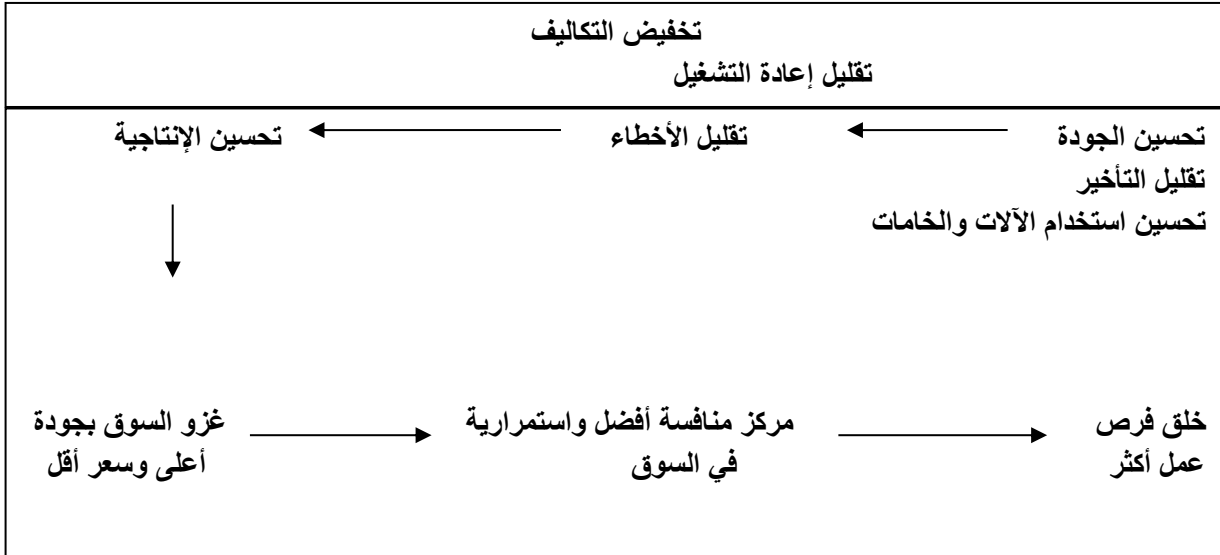 تخفيض التكاليف
تقليل إعادة التشغيل
تحسين الجودة
تقليل الأخطاء
تحسين الإنتاجية
تقليل التأخير
تحسين استخدام الآلات والخامات
خلق فرص
عمل أكثر
مركز منافسة أفضل واستمرارية
في السوق
غزو السوق بجودة
أعلى وسعر أقل